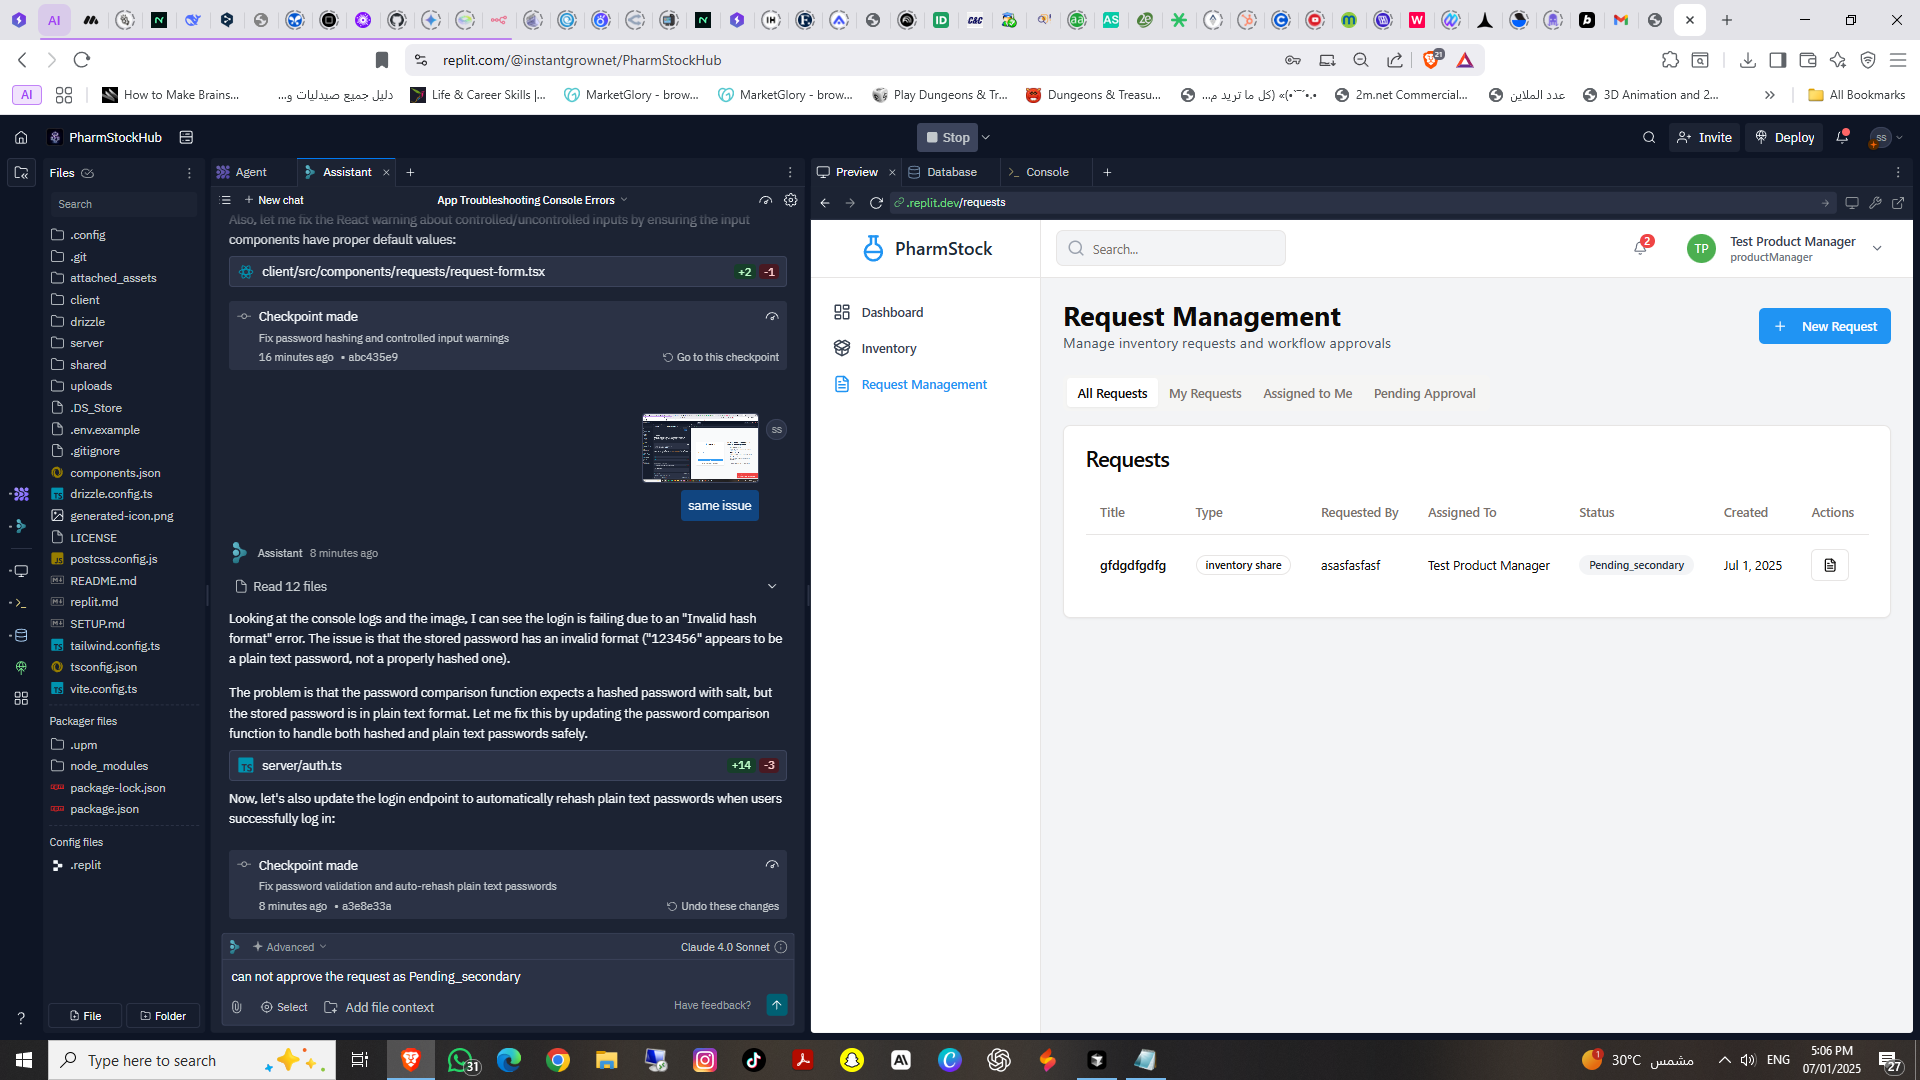 AI
replit.com/@instantgrownet/PharmStockHub
21
AI
How to Make Brains...
دليل جميع صيدليات و...
Life & Career Skills |...
MarketGlory - brow...
MarketGlory - brow...
Play Dungeons & Tr...
Dungeons & Treasu...
•.•°¯`•)» (كل ما تريد م...
2m.net Commercial...
عدد الملاين
3D Animation and 2...
All Bookmarks
PharmStockHub
Stop
Invite
Deploy
SS
Files
Agent
Assistant
Preview
Database
Console
Search
New chat
App Troubleshooting Console Errors
.replit.dev/requests
.config
.git
attached_assets
client
drizzle
server
shared
uploads
.DS_Store
.env.example
.gitignore
components.json
drizzle.config.ts
generated-icon.png
LICENSE
postcss.config.js
README.md
replit.md
SETUP.md
tailwind.config.ts
tsconfig.json
vite.config.ts
Packager files
.upm
node_modules
package-lock.json
package.json
Config files
.replit
File
Folder
Also, let me fix the React warning about controlled/uncontrolled inputs by ensuring the input
components have proper default values:
client/src/components/requests/request-form.tsx
+2 -1
Checkpoint made
Fix password hashing and controlled input warnings
16 minutes ago • abc435e9
Go to this checkpoint
SS
same issue
Assistant 8 minutes ago
Read 12 files
Looking at the console logs and the image, I can see the login is failing due to an "Invalid hash
format" error. The issue is that the stored password has an invalid format ("123456" appears to be
a plain text password, not a properly hashed one).
The problem is that the password comparison function expects a hashed password with salt, but
the stored password is in plain text format. Let me fix this by updating the password comparison
function to handle both hashed and plain text passwords safely.
server/auth.ts
+14 -3
Now, let's also update the login endpoint to automatically rehash plain text passwords when users
successfully log in:
Checkpoint made
Fix password validation and auto-rehash plain text passwords
8 minutes ago • a3e8e33a
Undo these changes
Advanced
Claude 4.0 Sonnet
can not approve the request as Pending_secondary
Select
Add file context
Have feedback?
PharmStock
Search...
2
TP
Test Product Manager
productManager
Dashboard
Inventory
Request Management
Request Management
Manage inventory requests and workflow approvals
New Request
All Requests
My Requests
Assigned to Me
Pending Approval
Requests
Title Type Requested By Assigned To Status Created Actions
gfdgdfgdfg inventory share asasfasfasf Test Product Manager Pending_secondary Jul 1, 2025
Type here to search
31
1
30°C مشمس
ENG
5:06 PM
07/01/2025
27